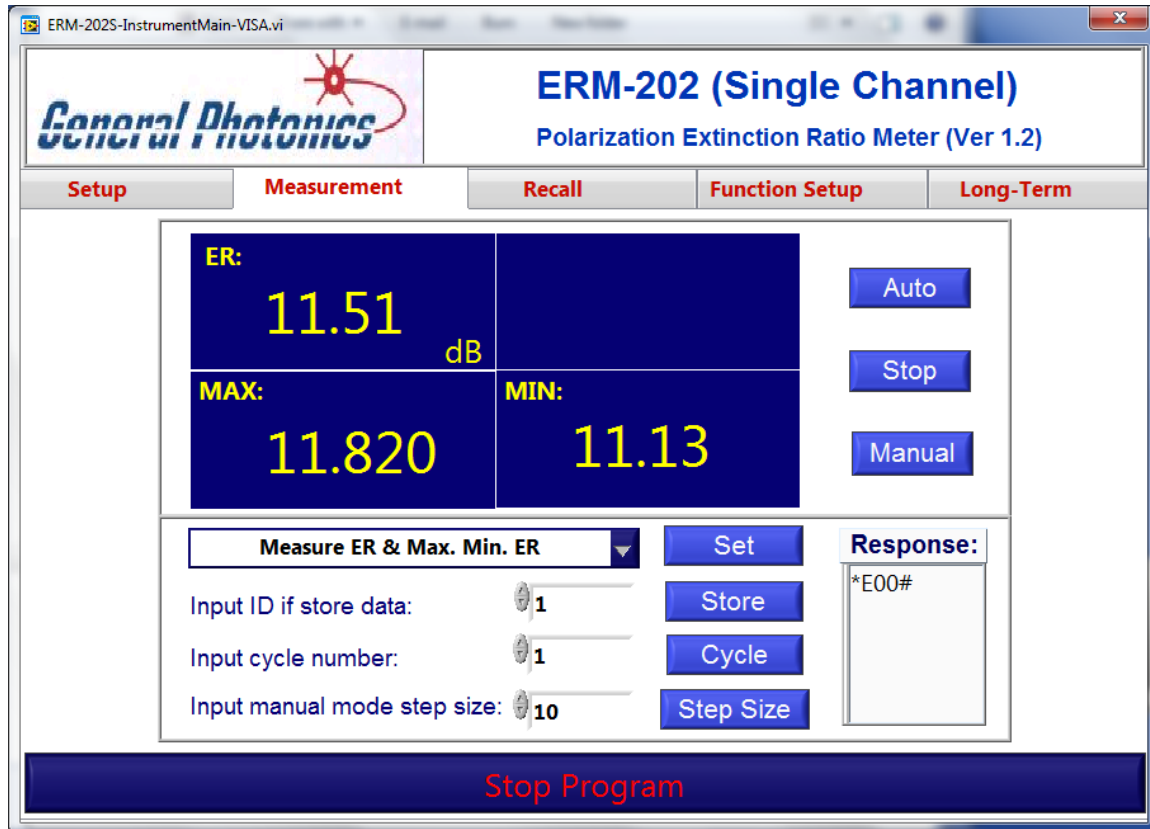 ERM-202S-InstrumentMain-VISA.vi
General Photonics
ERM-202 (Single Channel)
Polarization Extinction Ratio Meter (Ver 1.2)
Setup Measurement Recall Function Setup Long-Term
ER:
11.51
dB
MAX:
11.820
MIN:
11.13
Auto
Stop
Manual
Measure ER & Max. Min. ER
Set
Input ID if store data: 1
Store
Input cycle number: 1
Cycle
Input manual mode step size: 10
Step Size
Response:
*E00#
Stop Program